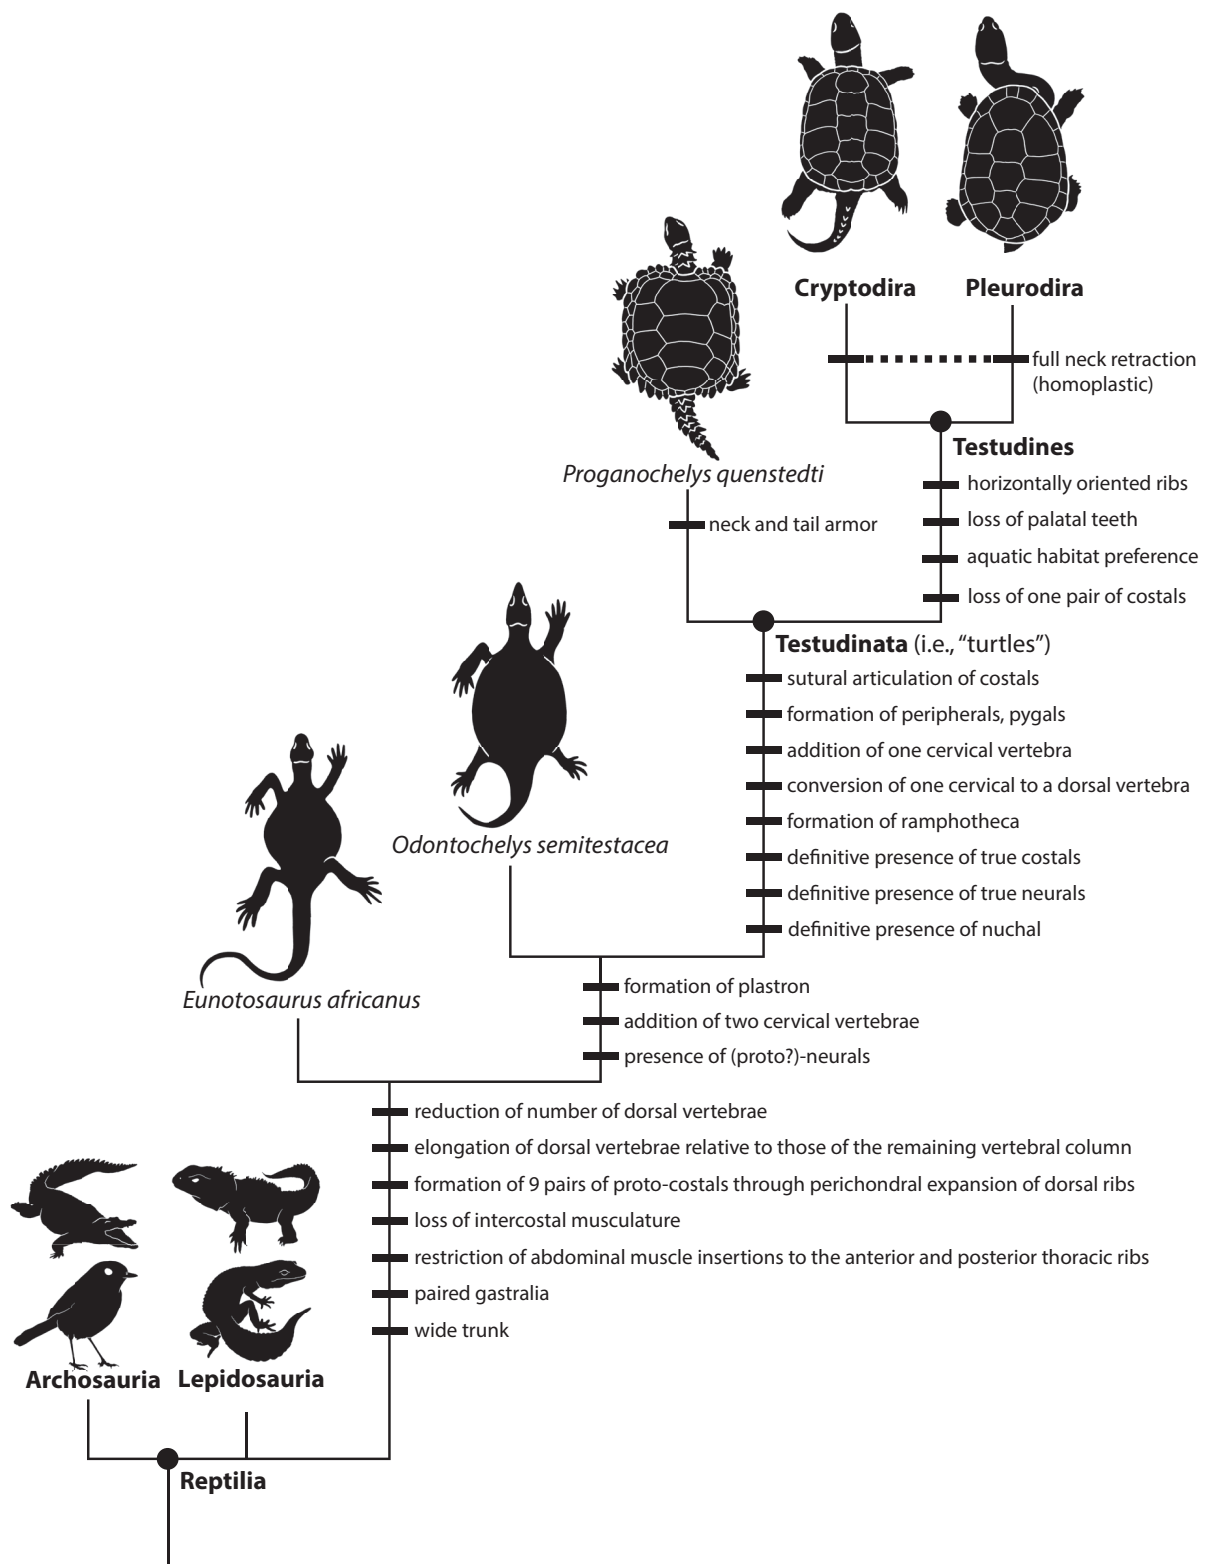 Cryptodira
Pleurodira
full neck retraction
(homoplastic)
Testudines
horizontally oriented ribs
loss of palatal teeth
aquatic habitat preference
loss of one pair of costals
Proganochelys quenstedti
neck and tail armor
Testudinata (i.e., “turtles”)
sutural articulation of costals
formation of peripherals, pygals
addition of one cervical vertebra
conversion of one cervical to a dorsal vertebra
formation of ramphotheca
definitive presence of true costals
definitive presence of true neurals
definitive presence of nuchal
Odontochelys semitestacea
formation of plastron
addition of two cervical vertebrae
presence of (proto?)-neurals
Eunotosaurus africanus
reduction of number of dorsal vertebrae
elongation of dorsal vertebrae relative to those of the remaining vertebral column
formation of 9 pairs of proto-costals through perichondral expansion of dorsal ribs
loss of intercostal musculature
restriction of abdominal muscle insertions to the anterior and posterior thoracic ribs
paired gastralia
wide trunk
Archosauria
Lepidosauria
Reptilia